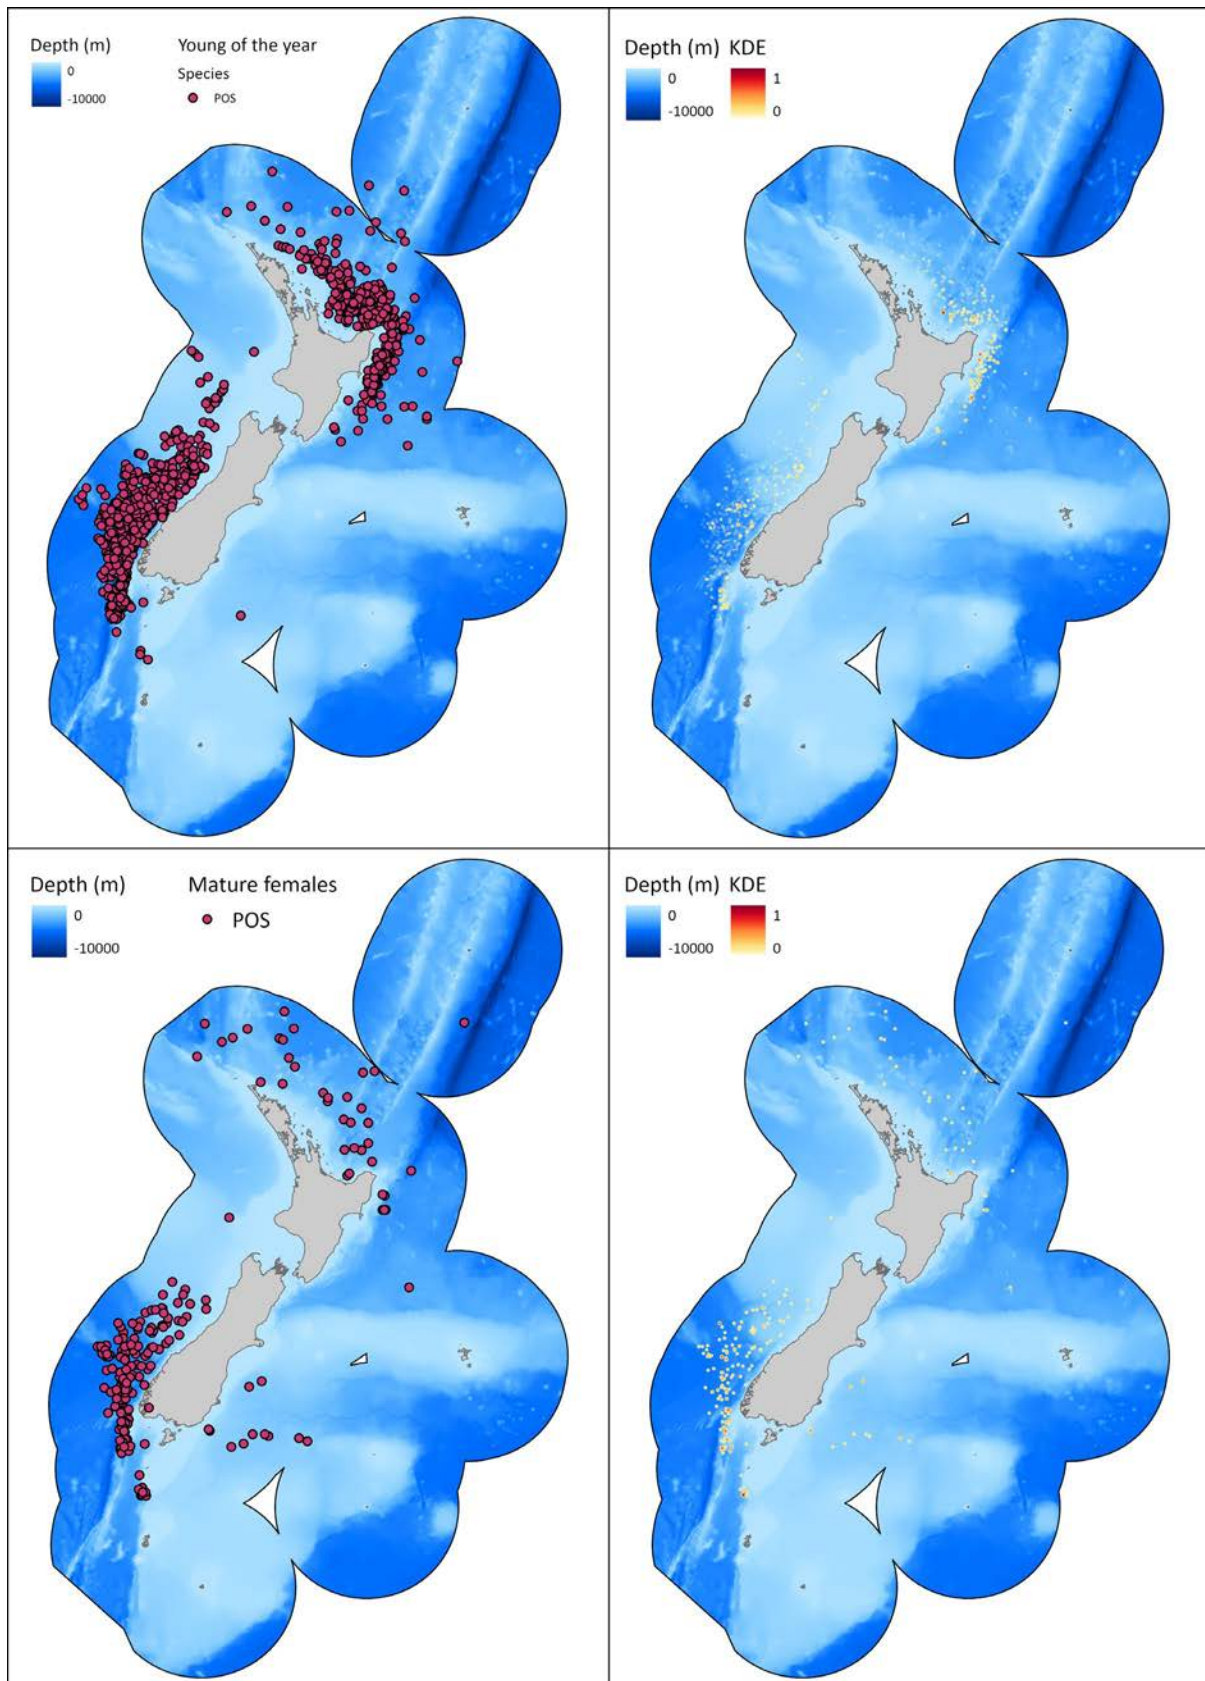 Depth (m)
0
-10000
Young of the year
Species
POS
Depth (m) KDE
0 1
-10000 0
Depth (m)
0
-10000
Mature females
POS
Depth (m) KDE
0 1
-10000 0